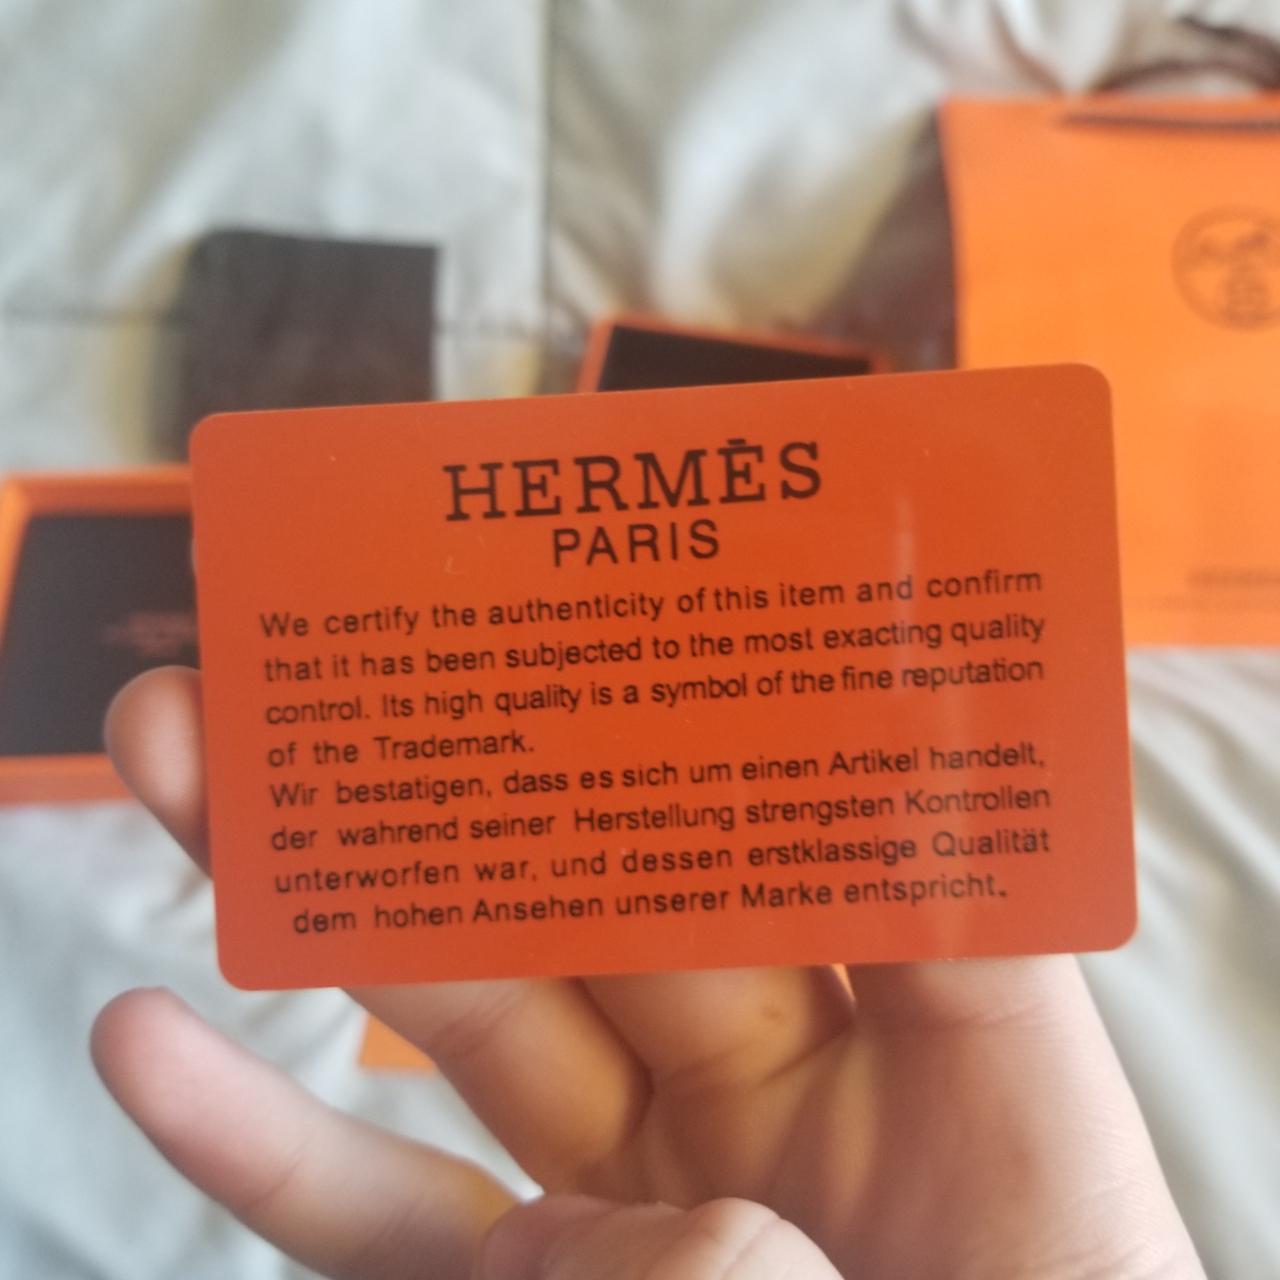 HERMĒS
PARIS
We certify the authenticity of this item and confirm
that it has been subjected to the most exacting quality
control. Its high quality is a symbol of the fine reputation
of the Trademark.
Wir bestatigen, dass es sich um einen Artikel handelt,
der wahrend seiner Herstellung strengsten Kontrollen
unterworfen war, und dessen erstklassige Qualität
dem hohen Ansehen unserer Marke entspricht.